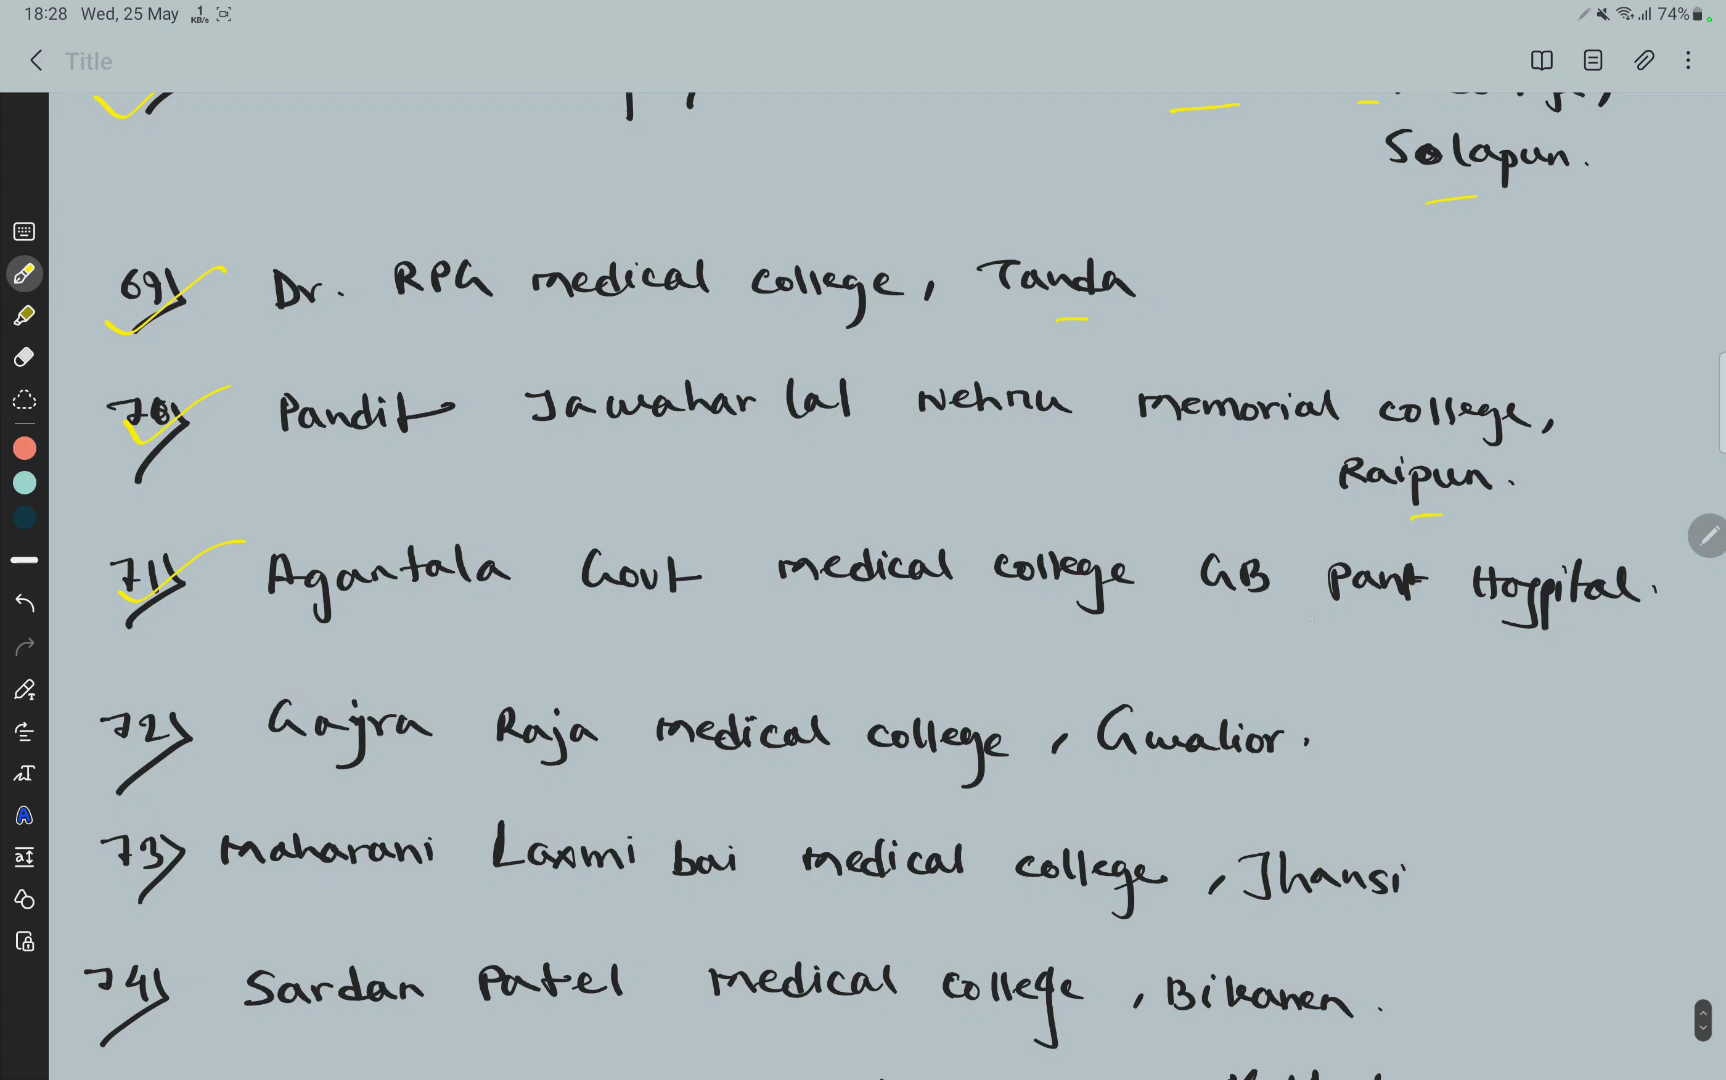 18:28 Wed, 25 May 1 KB/s 74%
Title
Solapur.
69) Dr. RPG medical college, Tanda
70) Pandit Jawahar lal Nehru Memorial college,
Raipur.
71) Agartala Govt medical college GB Pant Hospital.
72) Gajra Raja medical college, Gwalior.
73) Maharani Laxmi bai medical college, Jhansi
74) Sardar Patel medical college, Bikaner.